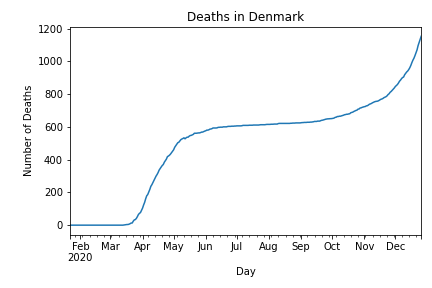 Deaths in Denmark
Number of Deaths
1200
1000
800
600
400
200
0
Feb Mar Apr May Jun Jul Aug Sep Oct Nov Dec
2020
Day